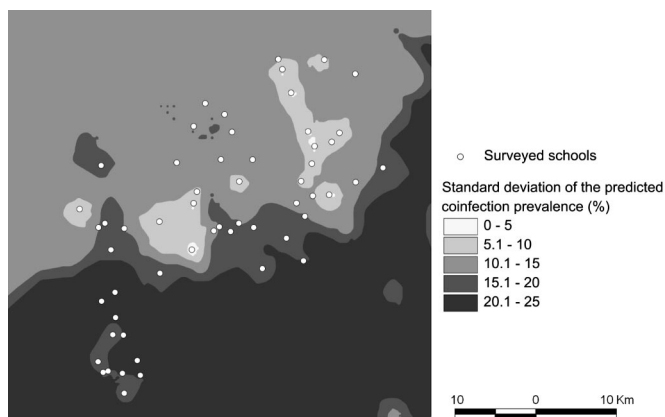 Surveyed schools
Standard deviation of the predicted
coinfection prevalence (%)
0 - 5
5.1 - 10
10.1 - 15
15.1 - 20
20.1 - 25
10 0 10 Km